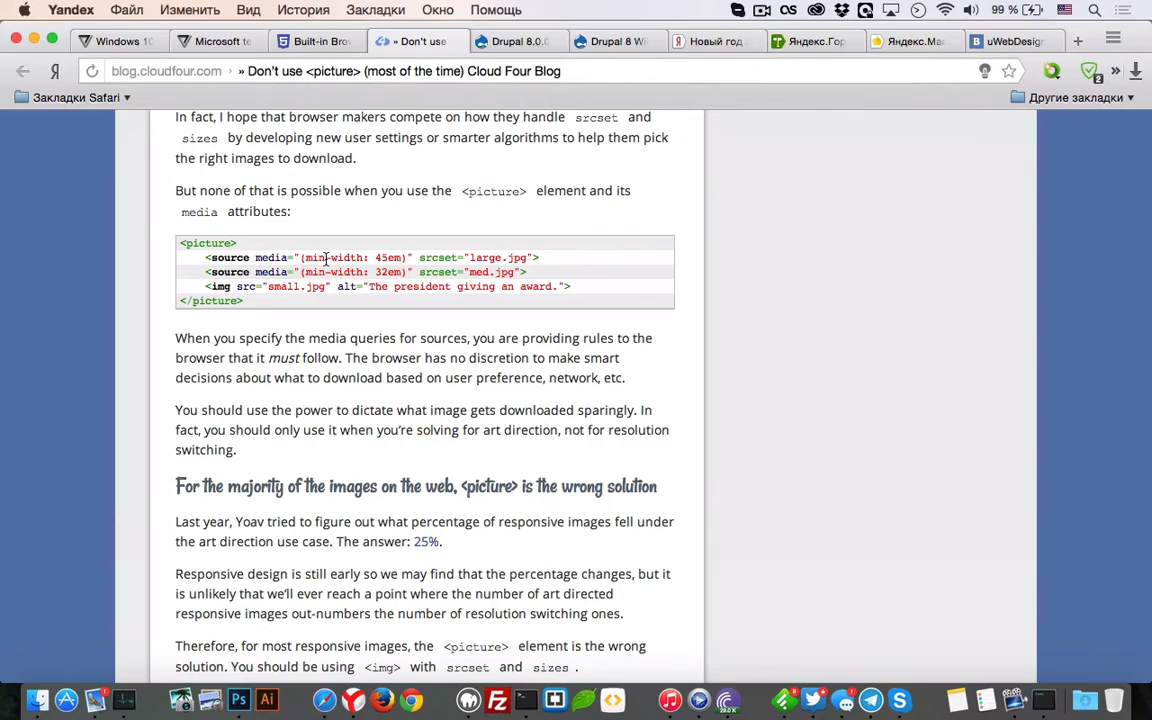 Yandex Файл Изменить Вид История Закладки Окно Помощь 99 %
Windows 10 Microsoft te Built-in Bro » Don't use Drupal 8.0.0 Drupal 8 Wi Новый год Яндекс.Гор Яндекс.Мас uWebDesign
Я blog.cloudfour.com › » Don't use <picture> (most of the time) Cloud Four Blog 2
Закладки Safari Другие закладки
In fact, I hope that browser makers compete on how they handle srcset and
sizes by developing new user settings or smarter algorithms to help them pick
the right images to download.
But none of that is possible when you use the <picture> element and its
media attributes:
<picture>
<source media="(min-width: 45em)" srcset="large.jpg">
<source media="(min-width: 32em)" srcset="med.jpg">
<img src="small.jpg" alt="The president giving an award.">
</picture>
When you specify the media queries for sources, you are providing rules to the
browser that it must follow. The browser has no discretion to make smart
decisions about what to download based on user preference, network, etc.
You should use the power to dictate what image gets downloaded sparingly. In
fact, you should only use it when you're solving for art direction, not for resolution
switching.
For the majority of the images on the web, <picture> is the wrong solution
Last year, Yoav tried to figure out what percentage of responsive images fell under
the art direction use case. The answer: 25%.
Responsive design is still early so we may find that the percentage changes, but it
is unlikely that we'll ever reach a point where the number of art directed
responsive images out-numbers the number of resolution switching ones.
Therefore, for most responsive images, the <picture> element is the wrong
solution. You should be using <img> with srcset and sizes .